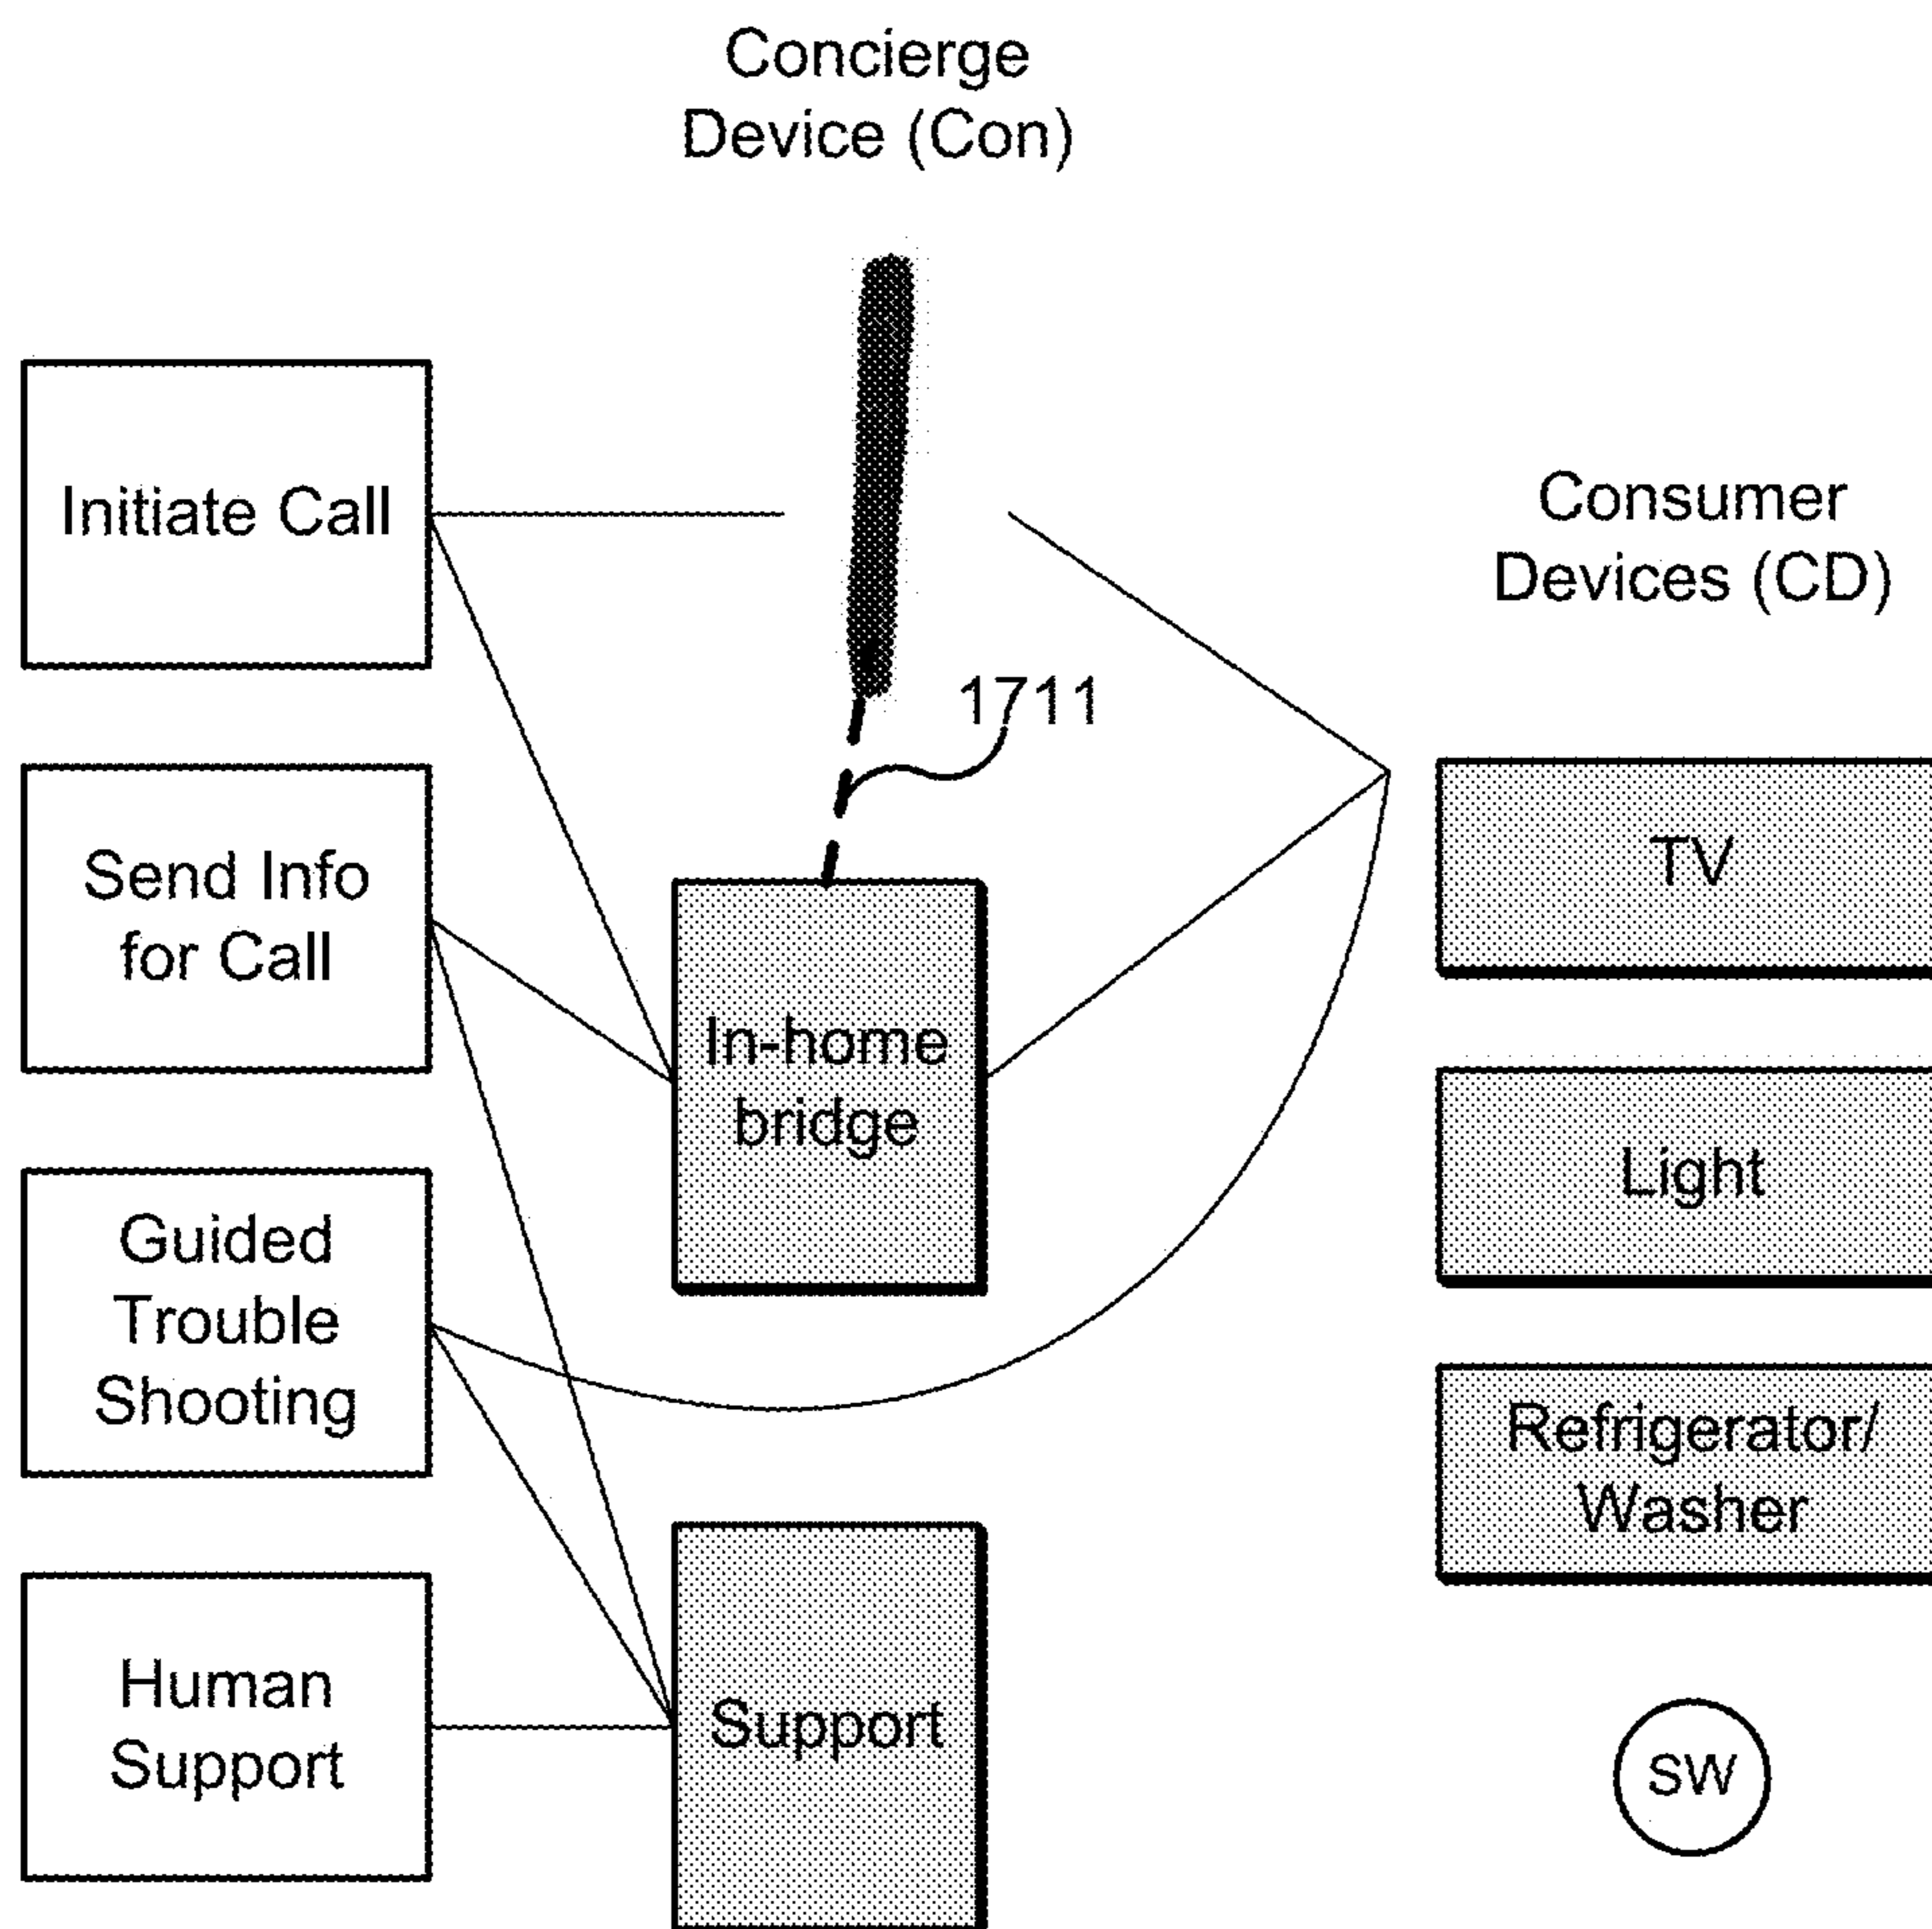 Concierge
Device (Con)
Initiate Call
Consumer
Devices (CD)
1711
Send Info
for Call
TV
In-home
bridge
Light
Guided
Trouble
Shooting
Refrigerator/
Washer
Human
Support
Support
SW